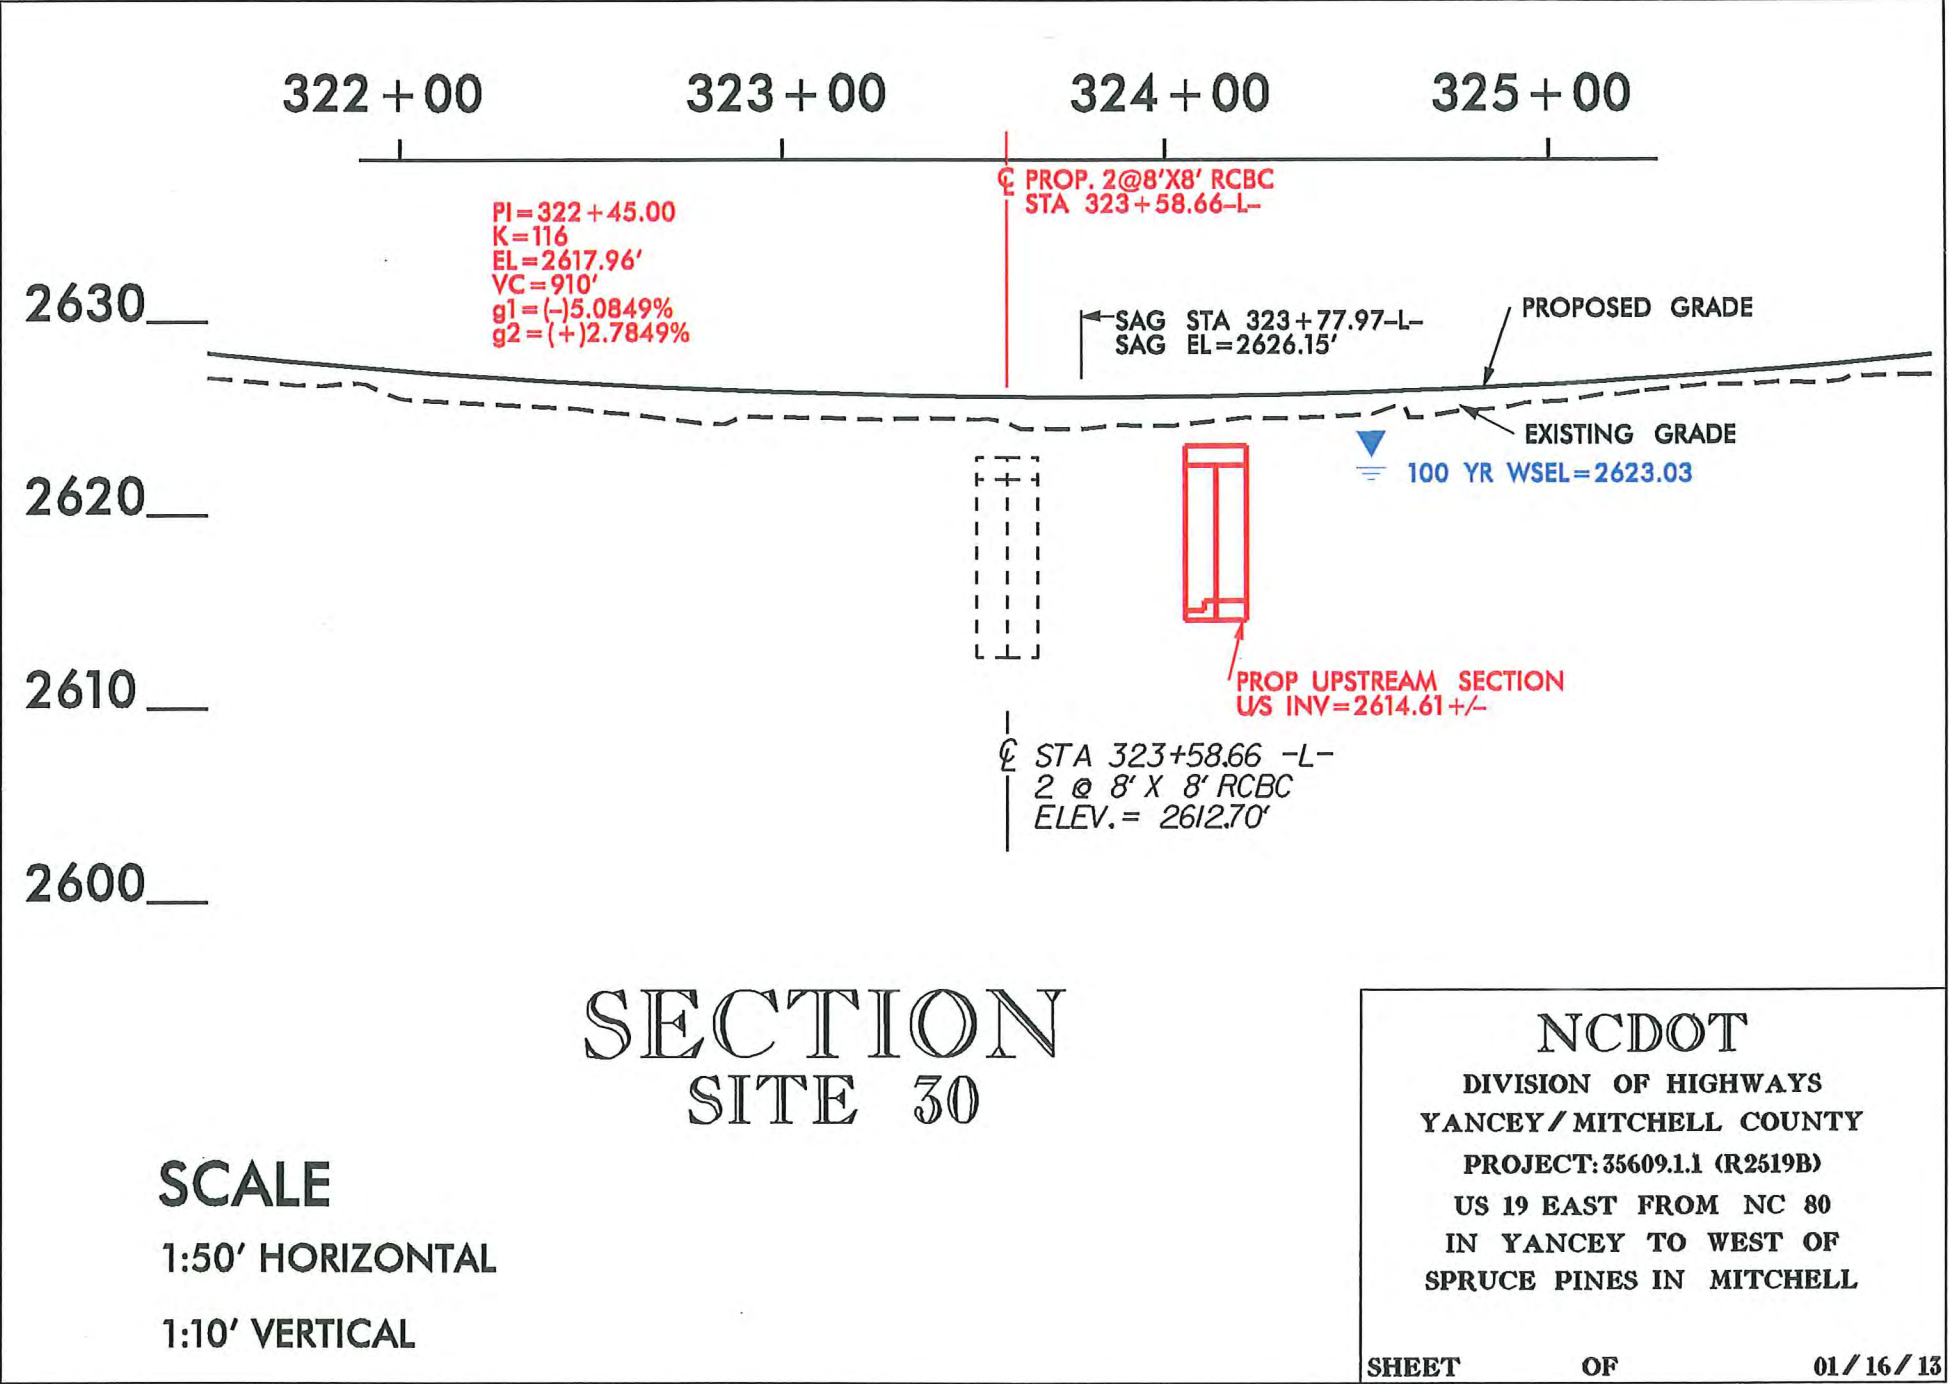 322+00 323+00 324+00 325+00
℄ PROP. 2@8'X8' RCBC
STA 323+58.66-L-
PI=322+45.00
K=116
EL=2617.96'
VC=910'
g1=(-)5.0849%
g2=(+)2.7849%
2630
SAG STA 323+77.97-L-
SAG EL=2626.15'
PROPOSED GRADE
EXISTING GRADE
100 YR WSEL=2623.03
2620
2610
PROP UPSTREAM SECTION
U/S INV=2614.61+/-
℄ STA 323+58.66 -L-
2 @ 8' X 8' RCBC
ELEV.= 2612.70'
2600
SECTION
SITE 30
SCALE
1:50' HORIZONTAL
1:10' VERTICAL
NCDOT
DIVISION OF HIGHWAYS
YANCEY/MITCHELL COUNTY
PROJECT: 35609.1.1 (R2519B)
US 19 EAST FROM NC 80
IN YANCEY TO WEST OF
SPRUCE PINES IN MITCHELL
SHEET OF 01/16/13